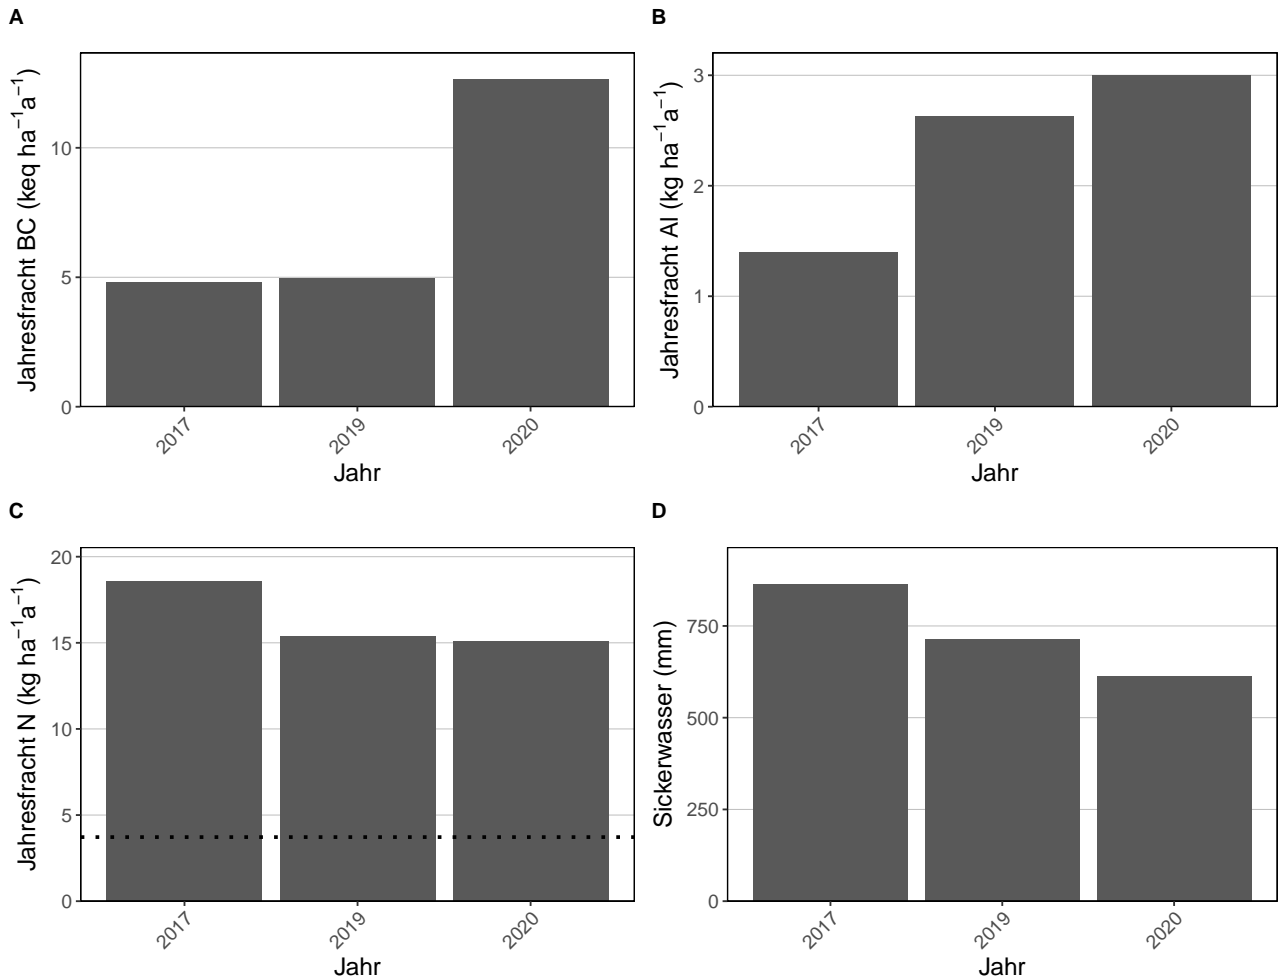 A
Jahresfracht BC (keq ha⁻¹a⁻¹)
10
5
0
2017
2019
2020
Jahr
B
Jahresfracht Al (kg ha⁻¹a⁻¹)
3
2
1
0
2017
2019
2020
Jahr
C
Jahresfracht N (kg ha⁻¹a⁻¹)
20
15
10
5
0
2017
2019
2020
Jahr
D
Sickerwasser (mm)
750
500
250
0
2017
2019
2020
Jahr